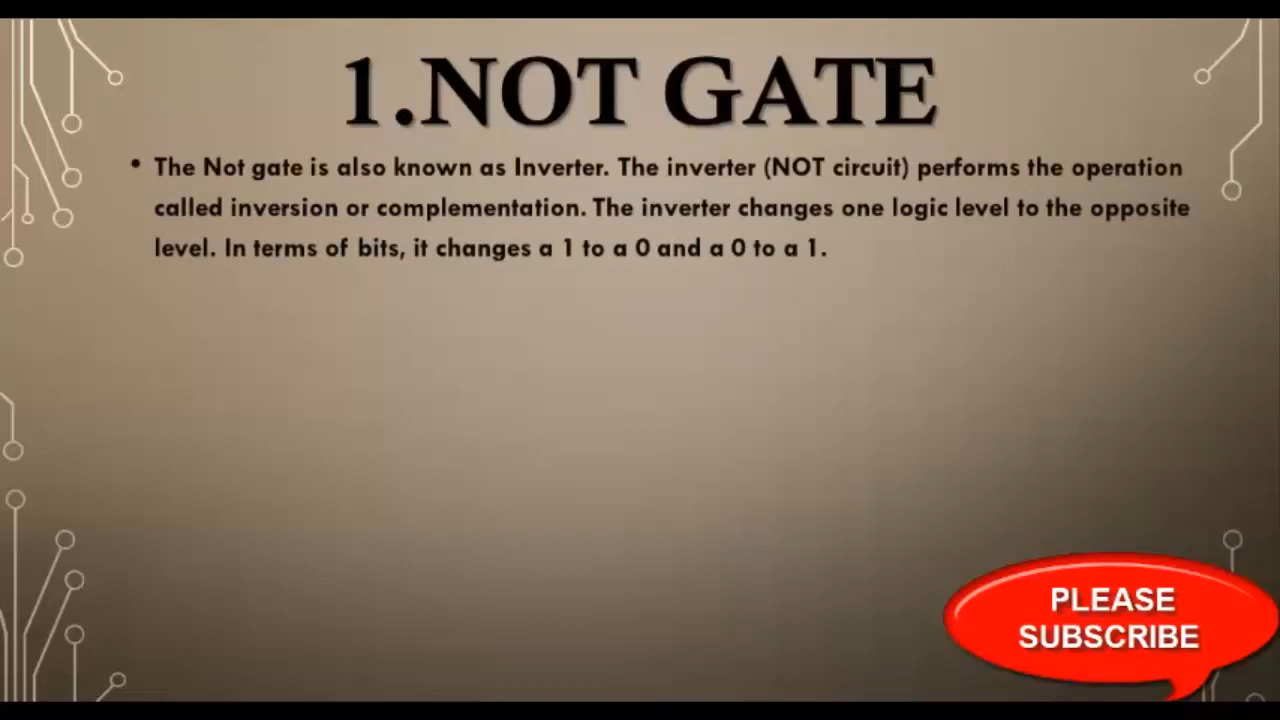 1.NOT GATE
• The Not gate is also known as Inverter. The inverter (NOT circuit) performs the operation
called inversion or complementation. The inverter changes one logic level to the opposite
level. In terms of bits, it changes a 1 to a 0 and a 0 to a 1.
PLEASE
SUBSCRIBE